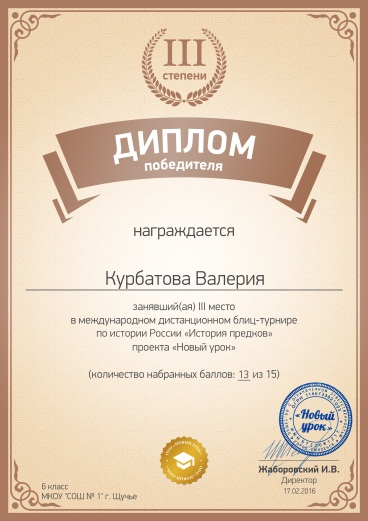 III
степени
ДИПЛОМ
победителя
награждается
Курбатова Валерия
занявший(ая) III место
в международном дистанционном блиц-турнире
по истории России «История предков»
проекта «Новый урок»
(количество набранных баллов: 13 из 15)
«Новый
урок»
Жаборовский И.В.
Директор
17.02.2016
6 класс
МКОУ "СОШ № 1" г. Щучье